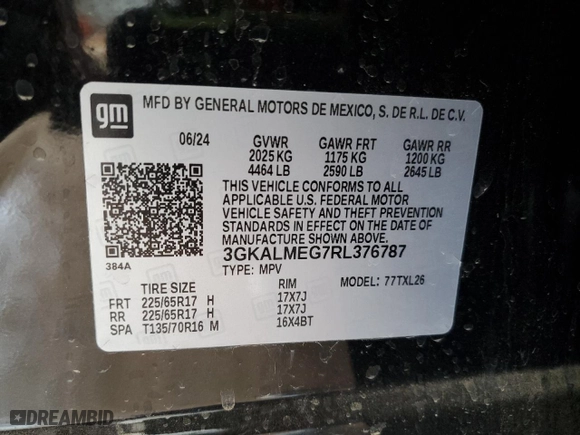 gm
MFD BY GENERAL MOTORS DE MEXICO, S. DE R.L. DE C.V.
06/24 GVWR GAWR FRT GAWR RR
2025 KG 1175 KG 1200 KG
4464 LB 2590 LB 2645 LB
THIS VEHICLE CONFORMS TO ALL
APPLICABLE U.S. FEDERAL MOTOR
VEHICLE SAFETY AND THEFT PREVENTION
STANDARDS IN EFFECT ON THE DATE OF
MANUFACTURE SHOWN ABOVE.
384A
3GKALMEG7RL376787
TYPE: MPV
MODEL: 77TXL26
TIRE SIZE RIM
FRT 225/65R17 H 17X7J
RR 225/65R17 H 17X7J
SPA T135/70R16 M 16X4BT
DREAMBID